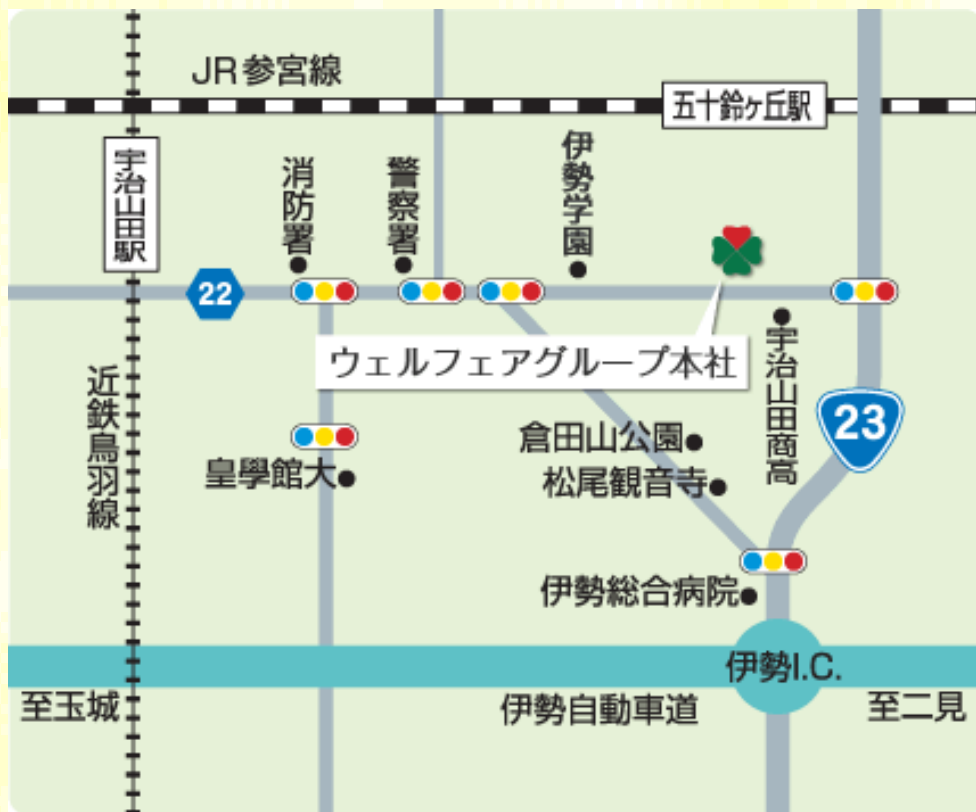 JR参宮線
五十鈴ヶ丘駅
宇治山田駅
消防署
警察署
伊勢学園
22
ウェルフェアグループ本社
宇治山田商高
23
近鉄鳥羽線
倉田山公園
皇學館大
松尾観音寺
伊勢総合病院
伊勢I.C.
至玉城
伊勢自動車道
至二見